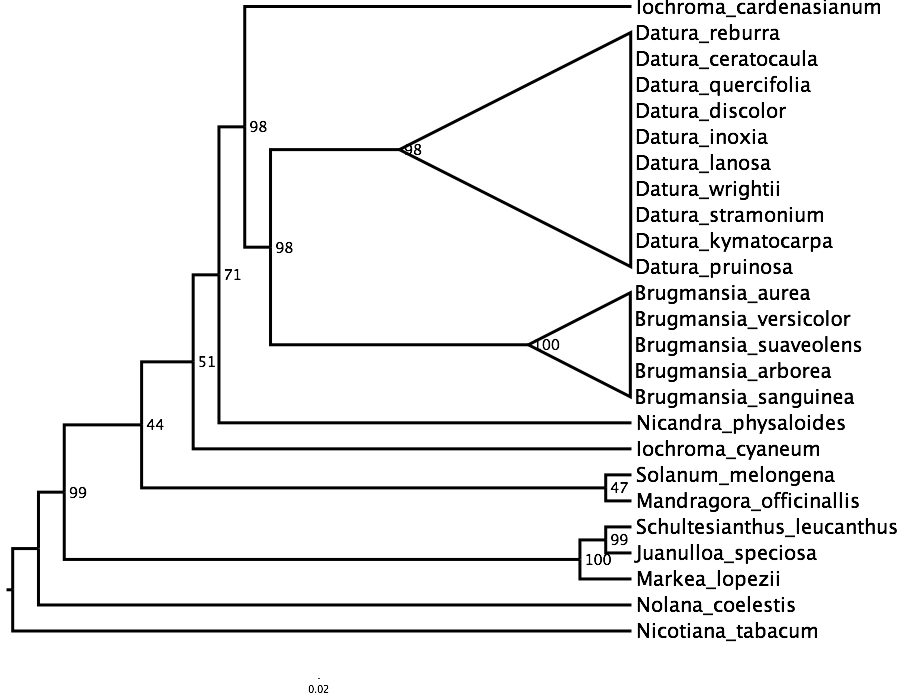 Iochroma_cardenasianum
Datura_reburra
Datura_ceratocaula
Datura_quercifolia
Datura_discolor
98
Datura_inoxia
98
Datura_lanosa
Datura_wrightii
Datura_stramonium
98
Datura_kymatocarpa
71
Datura_pruinosa
Brugmansia_aurea
Brugmansia_versicolor
100
Brugmansia_suaveolens
51
Brugmansia_arborea
Brugmansia_sanguinea
44
Nicandra_physaloides
Iochroma_cyaneum
Solanum_melongena
47
99
Mandragora_officinallis
Schultesianthus_leucanthus
99
Juanulloa_speciosa
100
Markea_lopezii
Nolana_coelestis
Nicotiana_tabacum
0.02